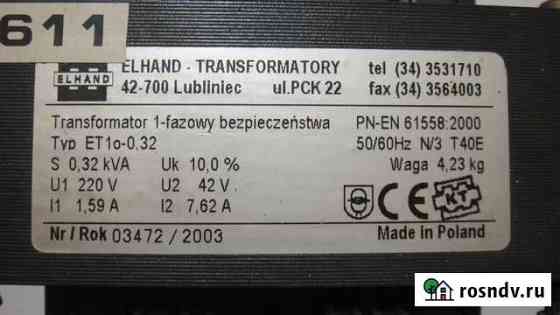 611
ELHAND
ELHAND - TRANSFORMATORY tel (34) 3531710
42-700 Lubliniec ul.PCK 22 fax (34) 3564003
Transformator 1-fazowy bezpieczeństwa PN-EN 61558:2000
Typ ET1o-0.32 50/60Hz N/3 T40E
S 0,32 kVA Uk 10,0 % Waga 4,23 kg
U1 220 V U2 42 V
I1 1,59 A I2 7,62 A
CE KT
Nr / Rok 03472 / 2003 Made in Poland
rosndv.ru